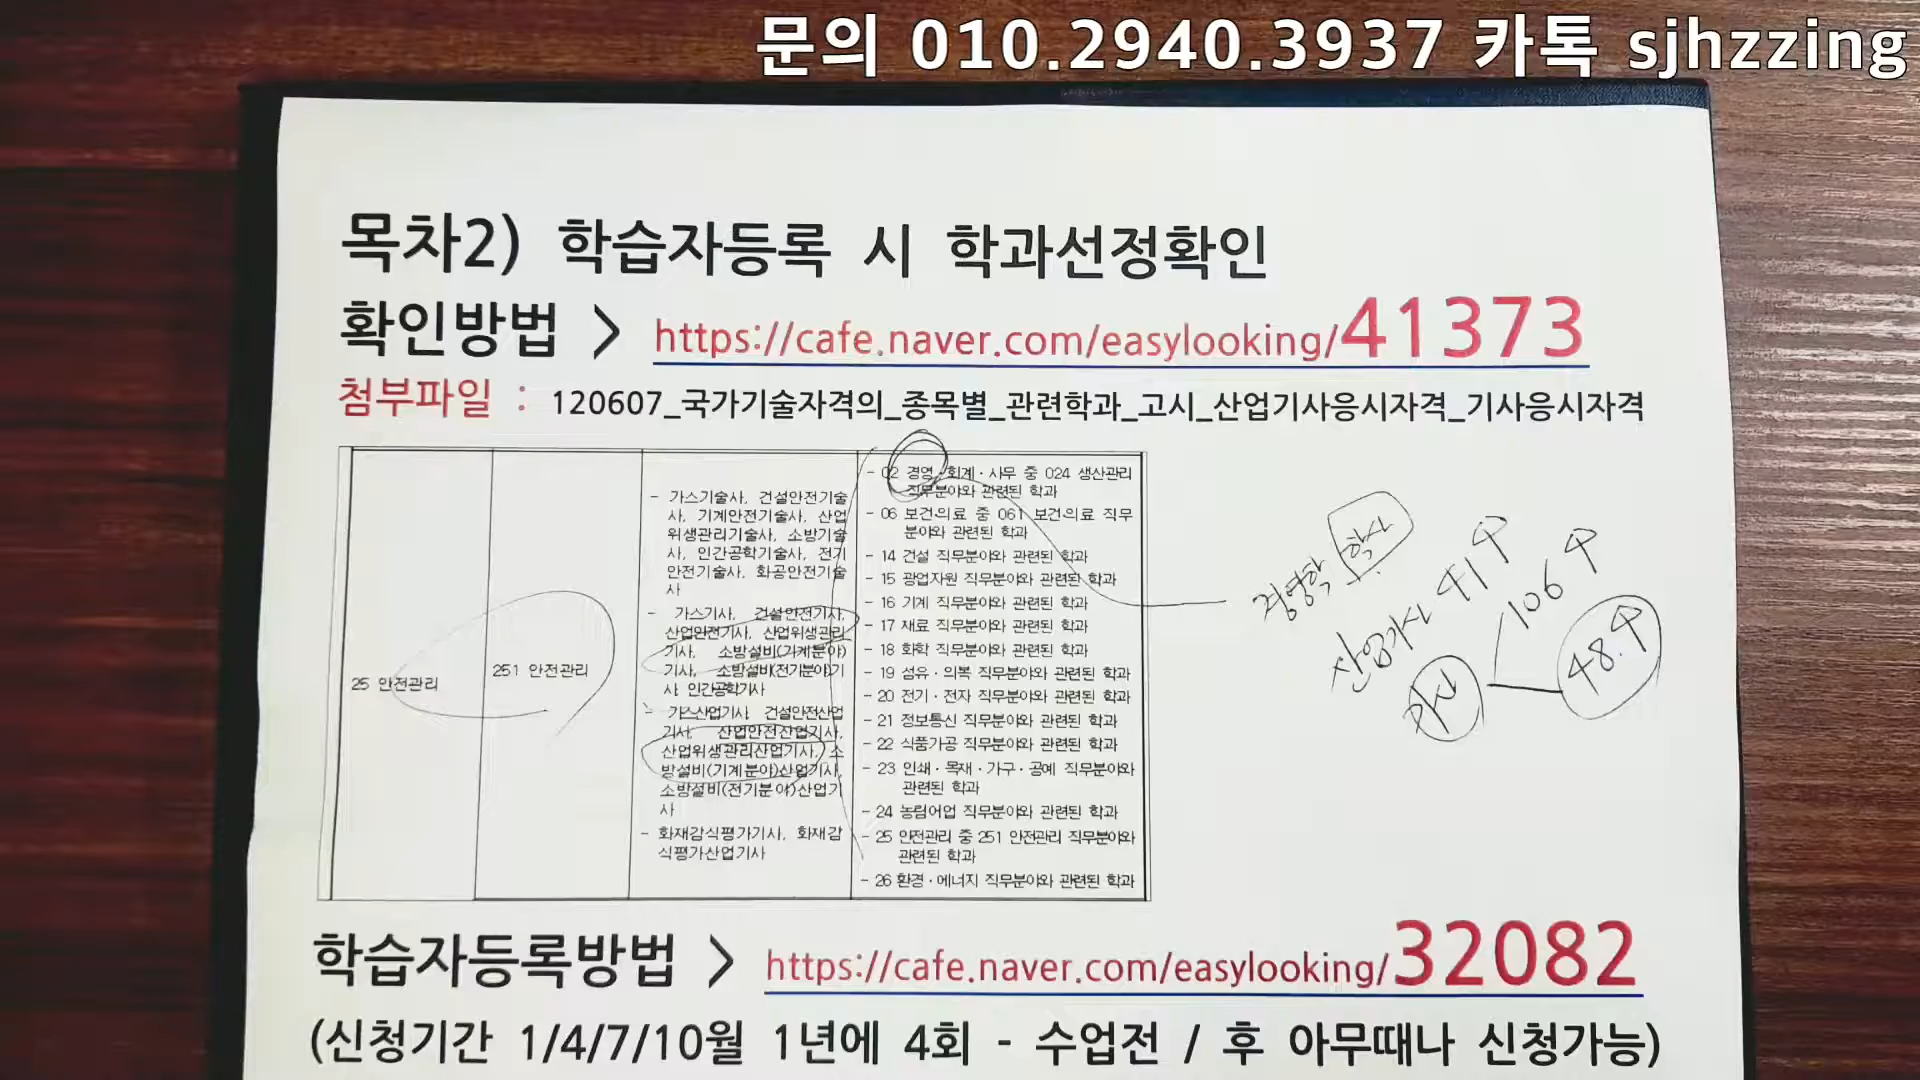 문의 010.2940.3937 카톡 sjhzzing
목차2) 학습자등록 시 학과선정확인
확인방법 > https://cafe.naver.com/easylooking/41373
첨부파일 : 120607_국가기술자격의_종목별_관련학과_고시_산업기사응시자격_기사응시자격
25 안전관리
251 안전관리
- 가스기술사, 건설안전기술
사, 기계안전기술사, 산업
위생관리기술사, 소방기술
사, 인간공학기술사, 전기
안전기술사, 화공안전기술
사
- 가스기사, 건설안전기사,
산업안전기사, 산업위생관리
기사, 소방설비(기계분야)
기사, 소방설비(전기분야)기
사, 인간공학기사
- 가스산업기사, 건설안전산업
기사, 산업안전산업기사,
산업위생관리산업기사, 소
방설비(기계분야)산업기사,
소방설비(전기분야)산업기
사
- 화재감식평가기사, 화재감
식평가산업기사
- 02 경영·회계·사무 중 024 생산관리
직무분야와 관련된 학과
- 06 보건·의료 중 061 보건·의료 직무
분야와 관련된 학과
- 14 건설 직무분야와 관련된 학과
- 15 광업자원 직무분야와 관련된 학과
- 16 기계 직무분야와 관련된 학과
- 17 재료 직무분야와 관련된 학과
- 18 화학 직무분야와 관련된 학과
- 19 섬유·의복 직무분야와 관련된 학과
- 20 전기·전자 직무분야와 관련된 학과
- 21 정보통신 직무분야와 관련된 학과
- 22 식품가공 직무분야와 관련된 학과
- 23 인쇄·목재·가구·공예 직무분야와
관련된 학과
- 24 농림어업 직무분야와 관련된 학과
- 25 안전관리 중 251 안전관리 직무분야와
관련된 학과
- 26 환경·에너지 직무분야와 관련된 학과
경영학 학사
산업기사 41
기사 106
48.
학습자등록방법 > https://cafe.naver.com/easylooking/32082
(신청기간 1/4/7/10월 1년에 4회 - 수업전 / 후 아무때나 신청가능)